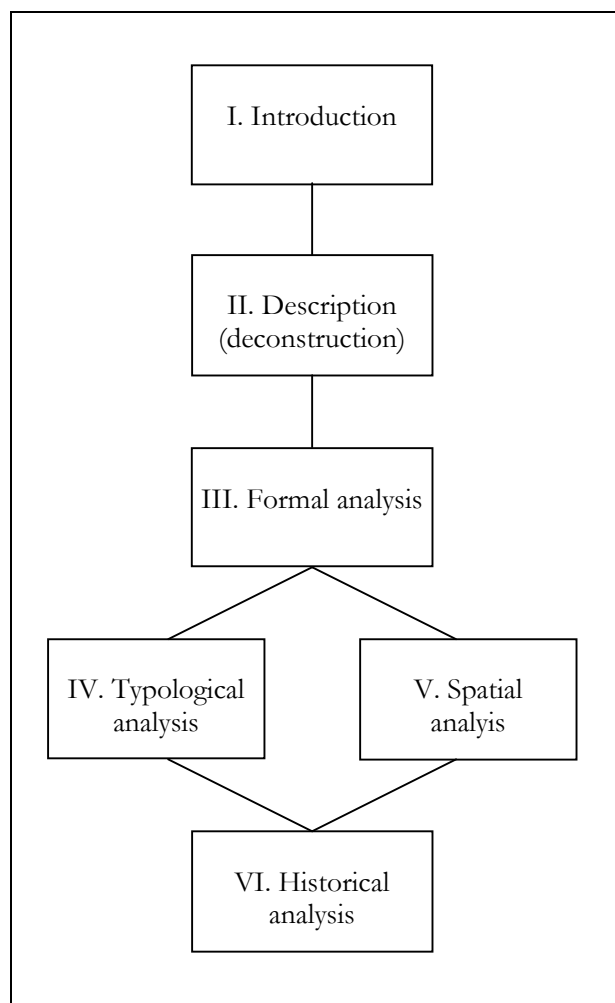 I. Introduction
II. Description
(deconstruction)
III. Formal analysis
IV. Typological
analysis
V. Spatial
analyis
VI. Historical
analysis